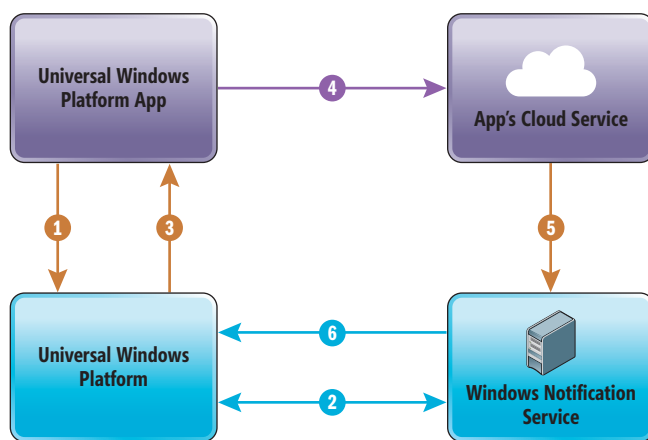 Universal Windows
Platform App
4
App's Cloud Service
1
3
5
Universal Windows
Platform
6
2
Windows Notification
Service